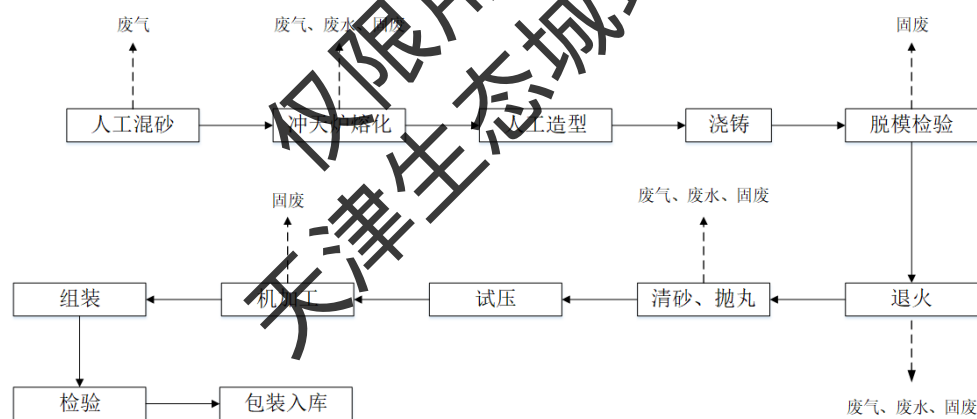 废气
废气、废水、固废
固废
人工混砂
冲天炉熔化
人工造型
浇铸
脱模检验
固废
废气、废水、固废
组装
机加工
试压
清砂、抛丸
退火
检验
包装入库
废气、废水、固废
仅限
天津生态城